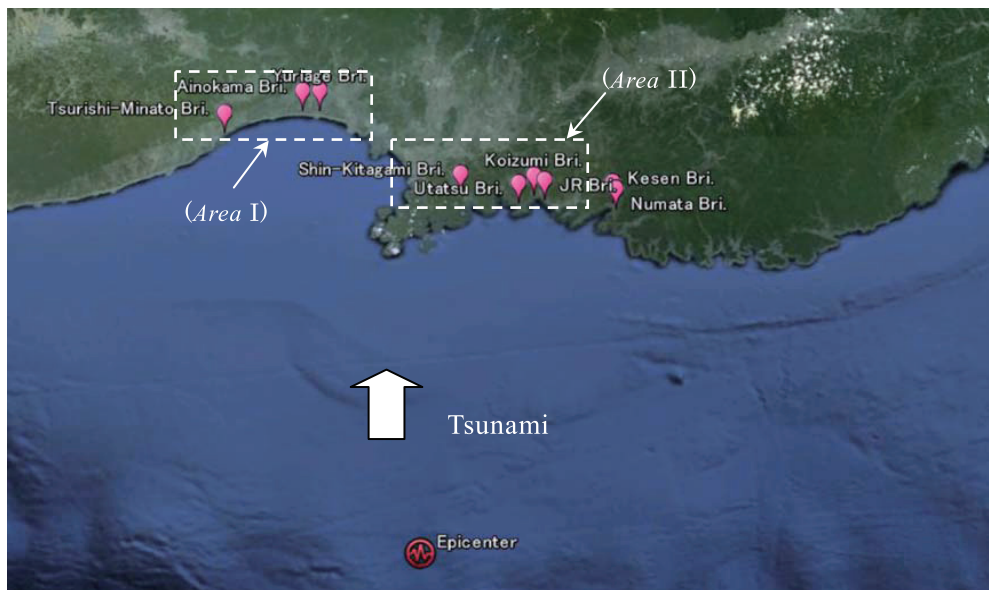 Yuriage Bri.
Ainokama Bri.
Tsurishi-Minato Bri.
(Area II)
(Area I)
Koizumi Bri.
Shin-Kitagami Bri.
Utatsu Bri.
JR Bri.
Kesen Bri.
Numata Bri.
Tsunami
Epicenter